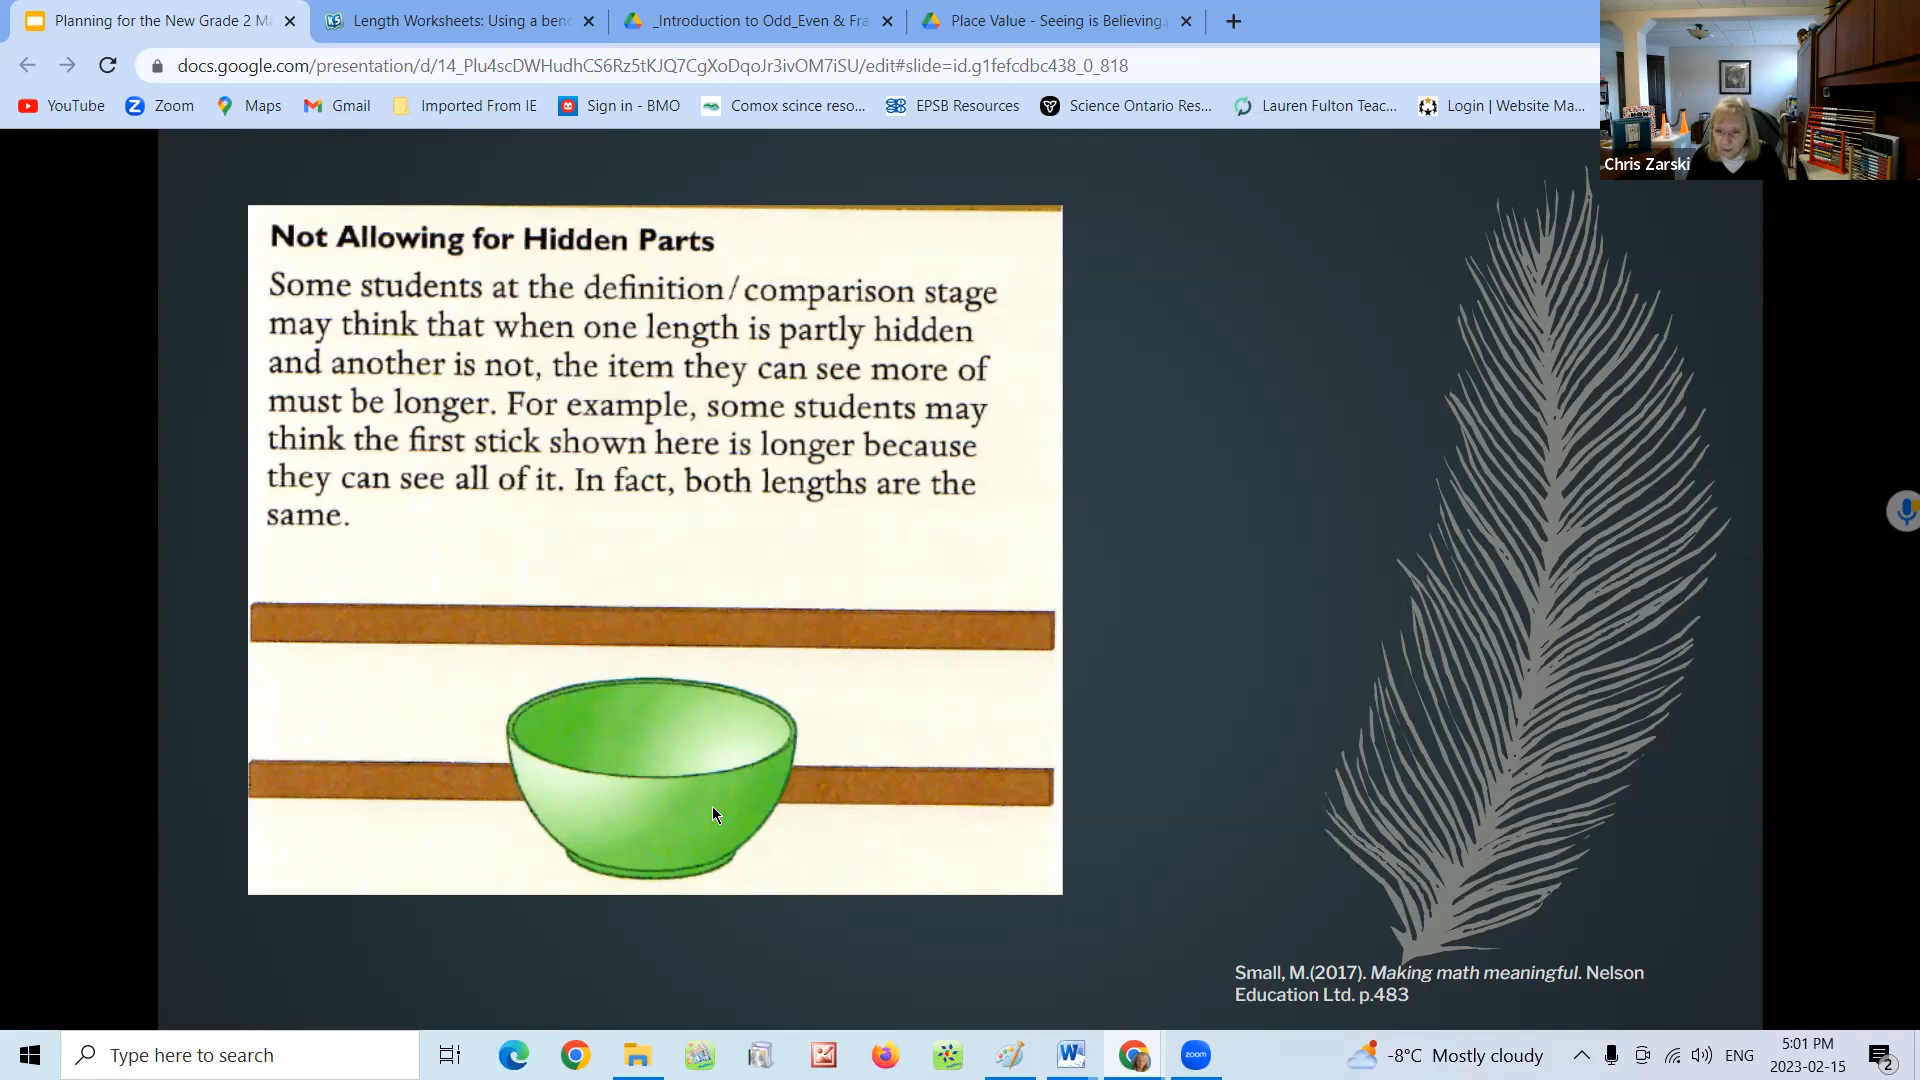 Planning for the New Grade 2 Ma
Length Worksheets: Using a benc
_Introduction to Odd_Even & Fra
Place Value - Seeing is Believing.p
docs.google.com/presentation/d/14_Plu4scDWHudhCS6Rz5tKJQ7CgXoDqoJr3ivOM7iSU/edit#slide=id.g1fefcdbc438_0_818
YouTube Zoom Maps Gmail Imported From IE Sign in - BMO Comox scince reso... EPSB Resources Science Ontario Res... Lauren Fulton Teac... Login | Website Ma...
Chris Zarski
Not Allowing for Hidden Parts
Some students at the definition/comparison stage
may think that when one length is partly hidden
and another is not, the item they can see more of
must be longer. For example, some students may
think the first stick shown here is longer because
they can see all of it. In fact, both lengths are the
same.
Small, M.(2017). Making math meaningful. Nelson
Education Ltd. p.483
Type here to search
zoom
-8°C Mostly cloudy
ENG
5:01 PM
2023-02-15
2